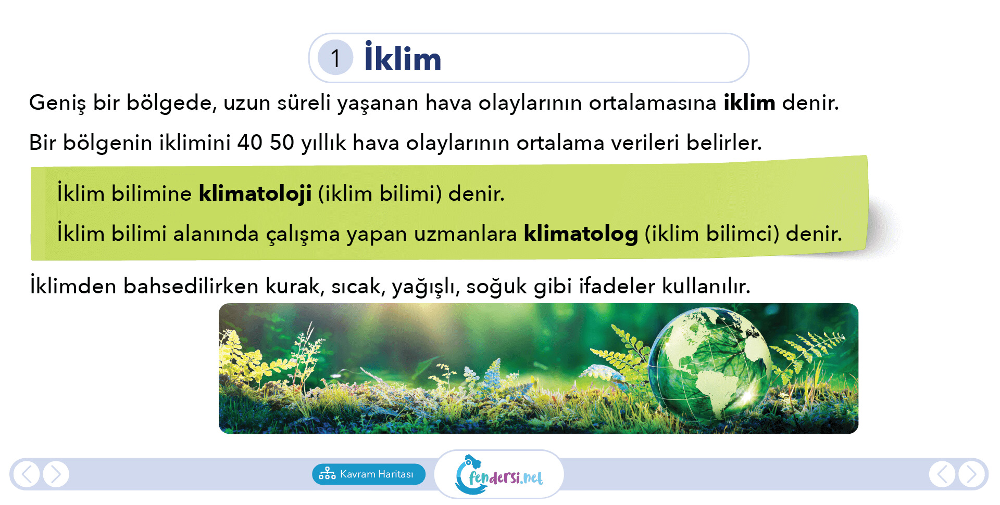 1 İklim
Geniş bir bölgede, uzun süreli yaşanan hava olaylarının ortalamasına iklim denir.
Bir bölgenin iklimini 40 50 yıllık hava olaylarının ortalama verileri belirler.
İklim bilimine klimatoloji (iklim bilimi) denir.
İklim bilimi alanında çalışma yapan uzmanlara klimatolog (iklim bilimci) denir.
İklimden bahsedilirken kurak, sıcak, yağışlı, soğuk gibi ifadeler kullanılır.
Kavram Haritası
fendersi.net